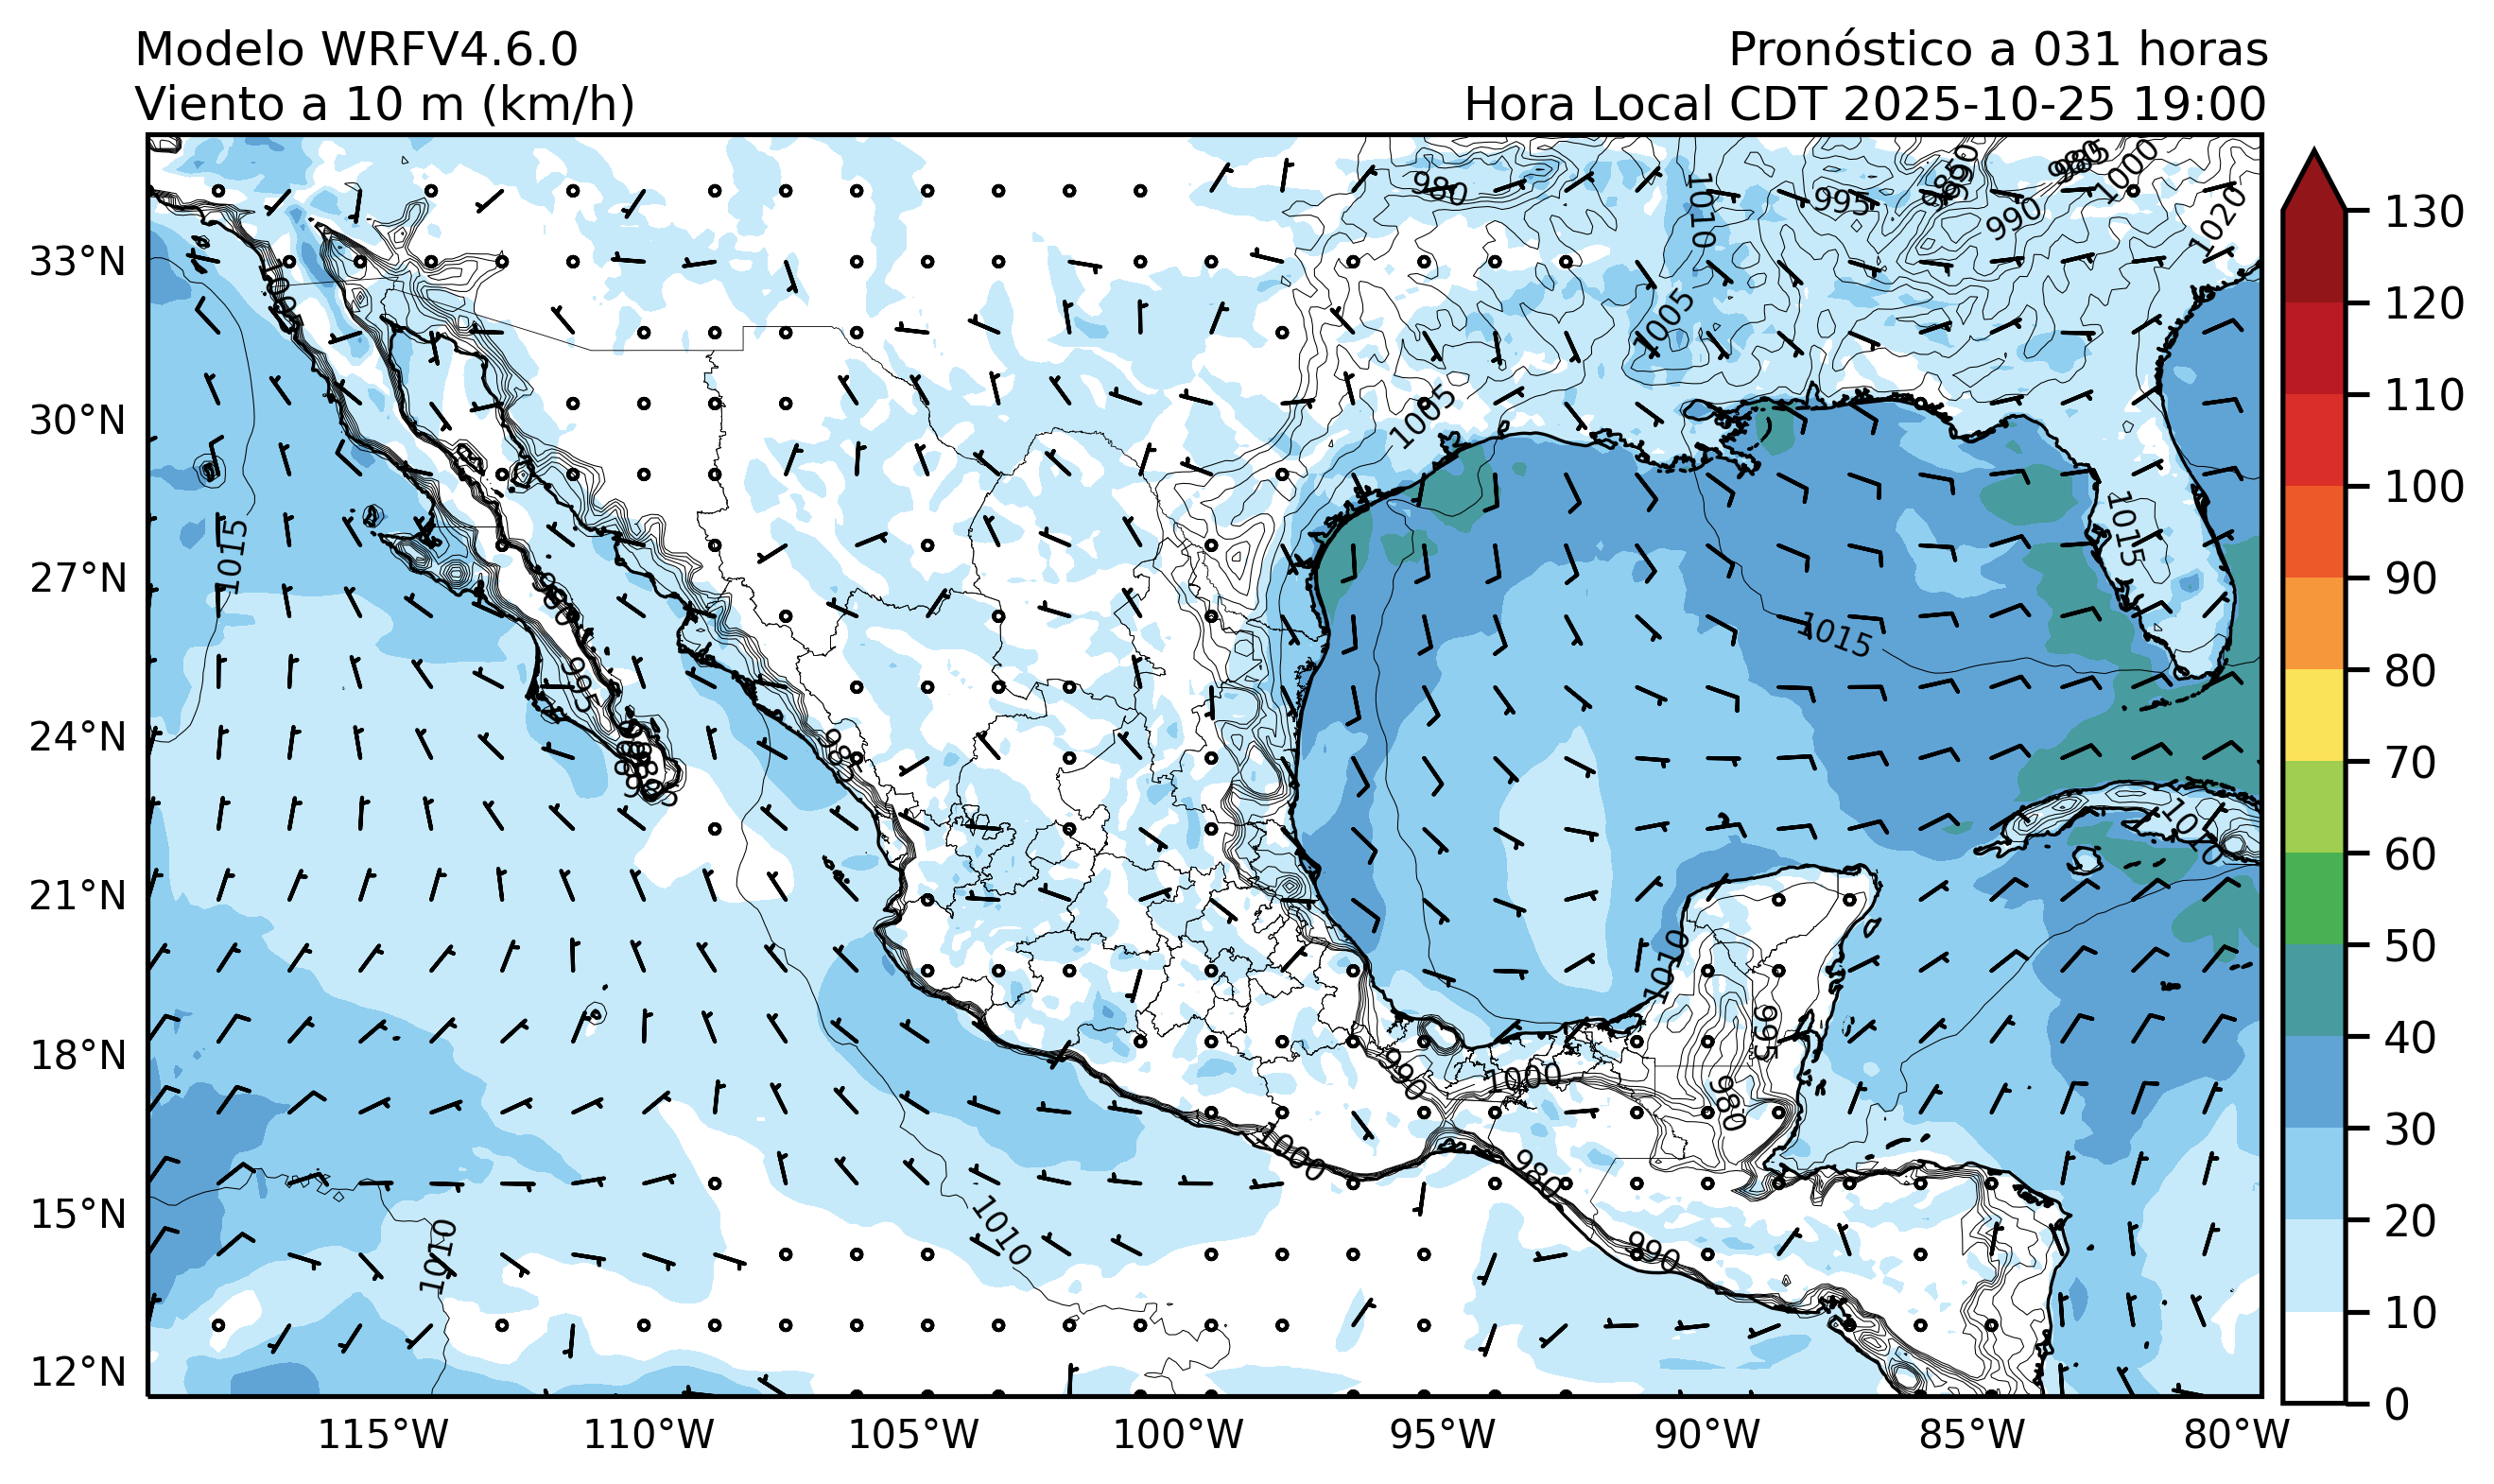 Modelo WRFV4.6.0
Pronóstico a 031 horas
Viento a 10 m (km/h)
Hora Local CDT 2025-10-25 19:00
33°N
30°N
27°N
24°N
21°N
18°N
15°N
12°N
115°W
110°W
105°W
100°W
95°W
90°W
85°W
80°W
130
120
110
100
90
80
70
60
50
40
30
20
10
0
980
1010
995
990
985
1000
1020
1005
1005
1015
1015
1015
995
985
1010
1010
995
980
990
1000
1000
980
990
1010
1010